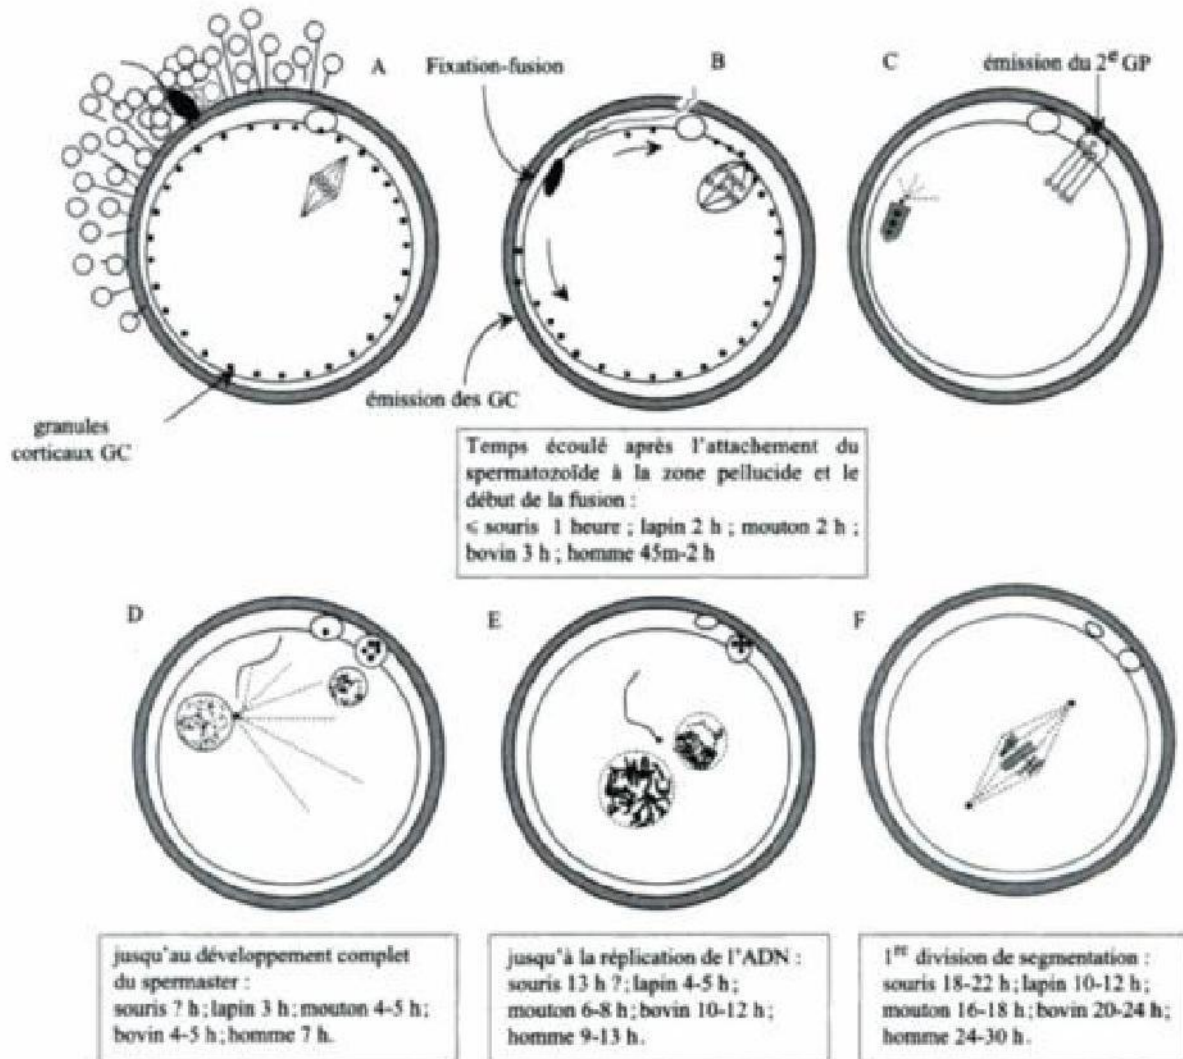 A
Fixation-fusion
B
C
émission du 2e GP
granules
corticaux GC
émission des GC
Temps écoulé après l'attachement du
spermatozoïde à la zone pellucide et le
début de la fusion :
⩽ souris 1 heure ; lapin 2 h ; mouton 2 h ;
bovin 3 h ; homme 45m-2 h
D
E
F
jusqu'au développement complet
du spermaster :
souris ? h ; lapin 3 h ; mouton 4-5 h ;
bovin 4-5 h ; homme 7 h.
jusqu'à la réplication de l'ADN :
souris 13 h ? ; lapin 4-5 h ;
mouton 6-8 h ; bovin 10-12 h ;
homme 9-13 h.
1re division de segmentation :
souris 18-22 h ; lapin 10-12 h ;
mouton 16-18 h ; bovin 20-24 h ;
homme 24-30 h.